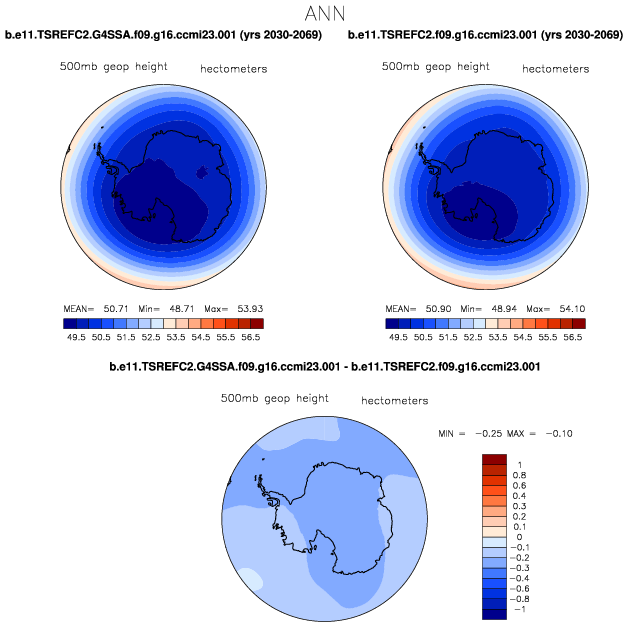 ANN
b.e11.TSREFC2.G4SSA.f09.g16.ccmi23.001 (yrs 2030-2069) b.e11.TSREFC2.f09.g16.ccmi23.001 (yrs 2030-2069)
500mb geop height hectometers 500mb geop height hectometers
MEAN= 50.71 Min= 48.71 Max= 53.93 MEAN= 50.90 Min= 48.94 Max= 54.10
49.5 50.5 51.5 52.5 53.5 54.5 55.5 56.5 49.5 50.5 51.5 52.5 53.5 54.5 55.5 56.5
b.e11.TSREFC2.G4SSA.f09.g16.ccmi23.001 - b.e11.TSREFC2.f09.g16.ccmi23.001
500mb geop height hectometers
MIN = -0.25 MAX = -0.10
1
0.8
0.6
0.4
0.3
0.2
0.1
0
-0.1
-0.2
-0.3
-0.4
-0.6
-0.8
-1